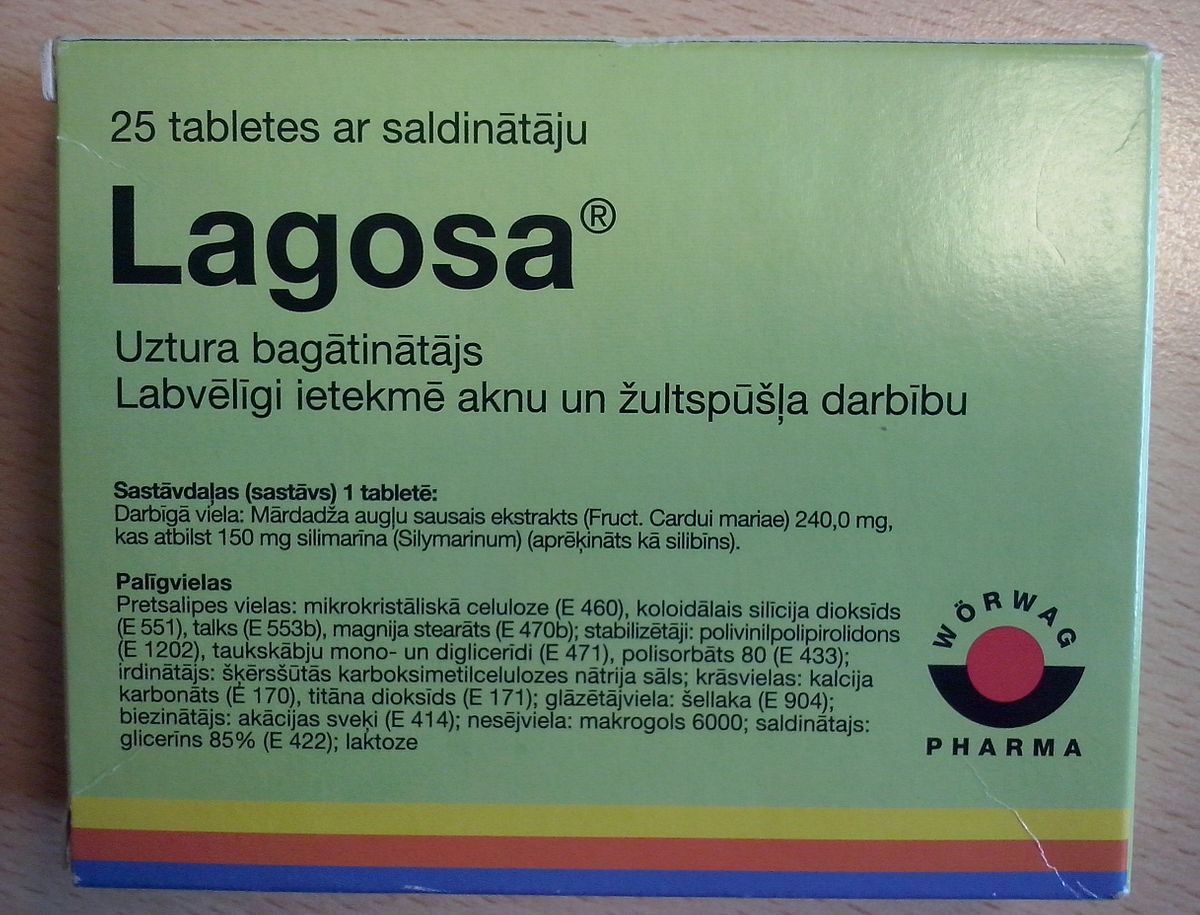 25 tabletes ar saldinātāju
Lagosa®
Uztura bagātinātājs
Labvēlīgi ietekmē aknu un žultspūšļa darbību
Sastāvdaļas (sastāvs) 1 tabletē:
Darbīgā viela: Mārdadža augļu sausais ekstrakts (Fruct. Cardui mariae) 240,0 mg,
kas atbilst 150 mg silimarīna (Silymarinum) (aprēķināts kā silibīns).
Palīgvielas
Pretsalipes vielas: mikrokristāliskā celuloze (E 460), koloidālais silīcija dioksīds
(E 551), talks (E 553b), magnija stearāts (E 470b); stabilizētāji: polivinilpolipirolidons
(E 1202), taukskābju mono- un diglicerīdi (E 471), polisorbāts 80 (E 433);
irdinātājs: šķērsšūtās karboksimetilcelulozes nātrija sāls; krāsvielas: kalcija
karbonāts (E 170), titāna dioksīds (E 171); glāzētājviela: šellaka (E 904);
biezinātājs: akācijas sveķi (E 414); nesējviela: makrogols 6000; saldinātajs:
glicerīns 85% (E 422); laktoze
WÖRWAG
PHARMA